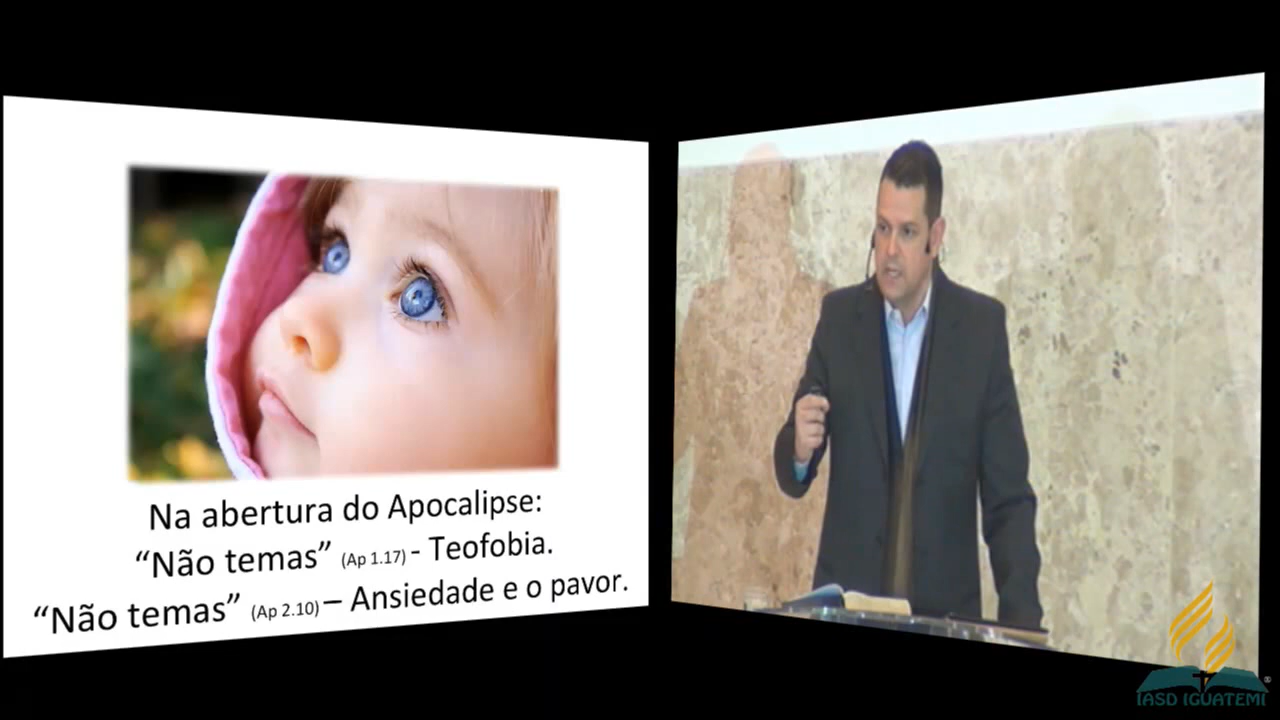 Na abertura do Apocalipse:
“Não temas” (Ap 1.17) - Teofobia.
“Não temas” (Ap 2.10) – Ansiedade e o pavor.
IASD IGUATEMI